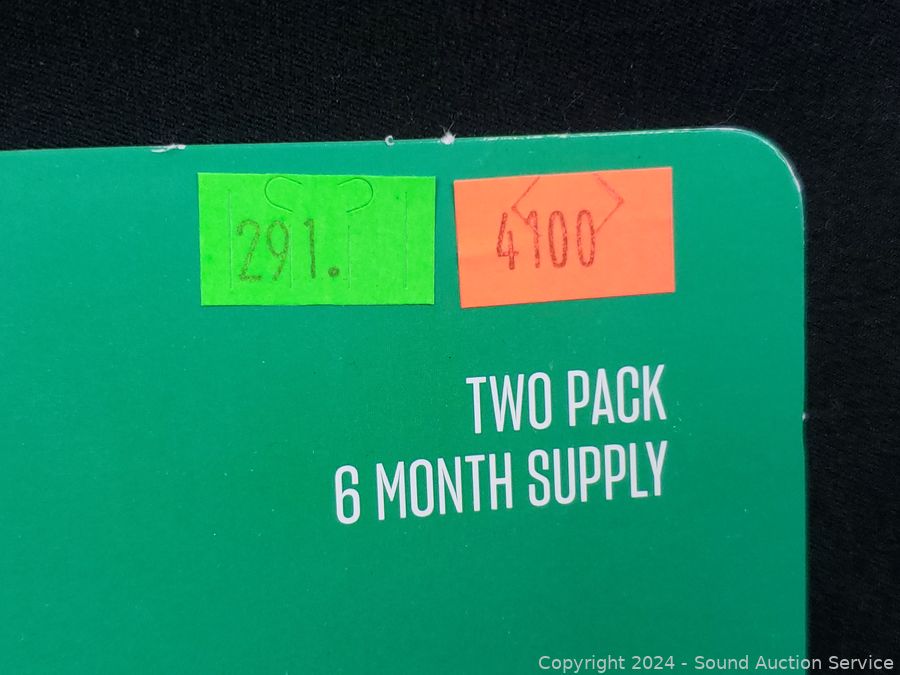 291.
4100
TWO PACK
6 MONTH SUPPLY
Copyright 2024 - Sound Auction Service